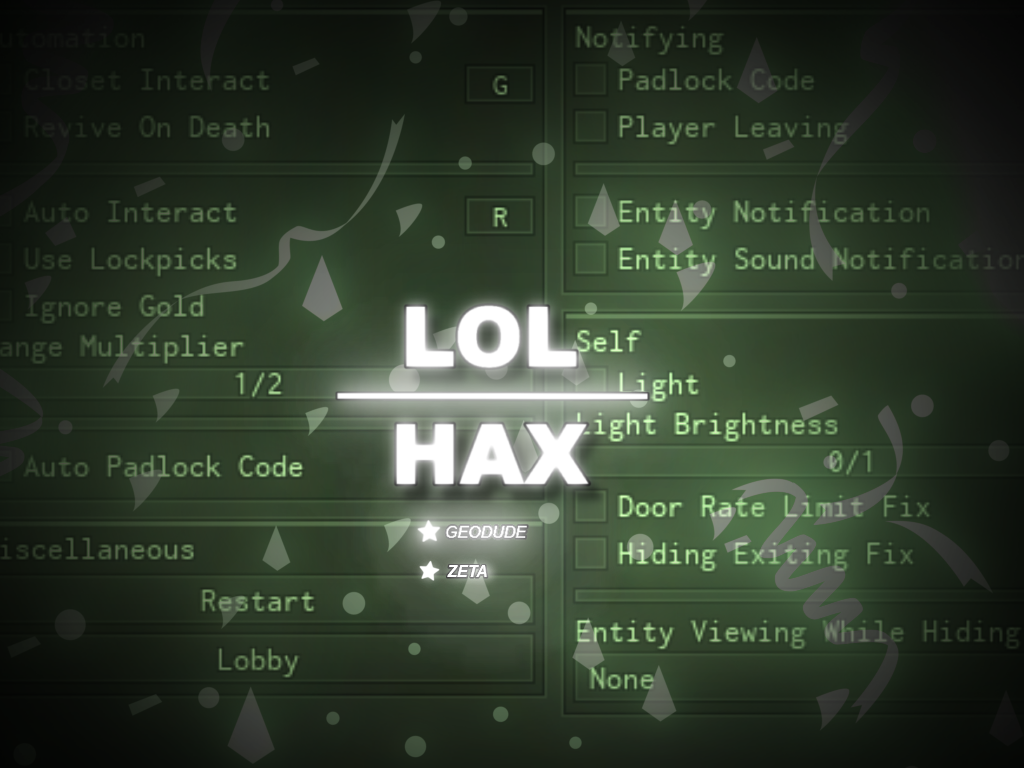 utomation
Closet Interact
G
Revive On Death
Auto Interact
R
Use Lockpicks
Ignore Gold
ange Multiplier
1/2
Auto Padlock Code
iscellaneous
Restart
Lobby
Notifying
Padlock Code
Player Leaving
Entity Notification
Entity Sound Notification
Self
Light
Light Brightness
0/1
Door Rate Limit Fix
Hiding Exiting Fix
Entity Viewing While Hiding
None
LOL
HAX
GEODUDE
ZETA